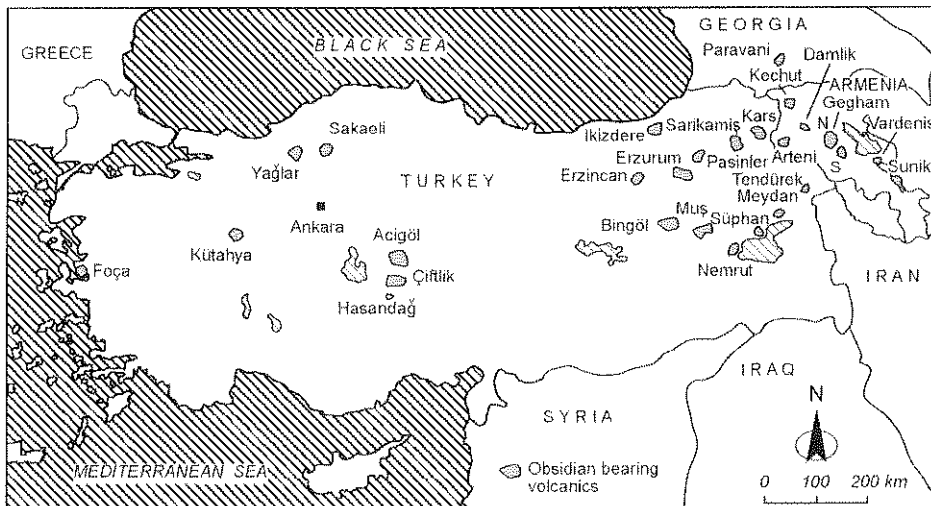 GEORGIA
GREECE
BLACK SEA
Paravani
Damlik
Kechut
ARMENIA
Gegham
Sakaeli
Ikizdere
Sarikamiş
Kars
N
Vardenis
Yağlar
TURKEY
Erzurum
Pasinler
Arteni
S
Sunik
Erzincan
Tendürek
Meydan
Ankara
Bingöl
Muş
Süphan
Kütahya
Acigöl
Foça
Çiftlik
Nemrut
IRAN
Hasandağ
IRAQ
N
SYRIA
MEDITERRANEAN SEA
Obsidian bearing
volcanics
0 100 200 km